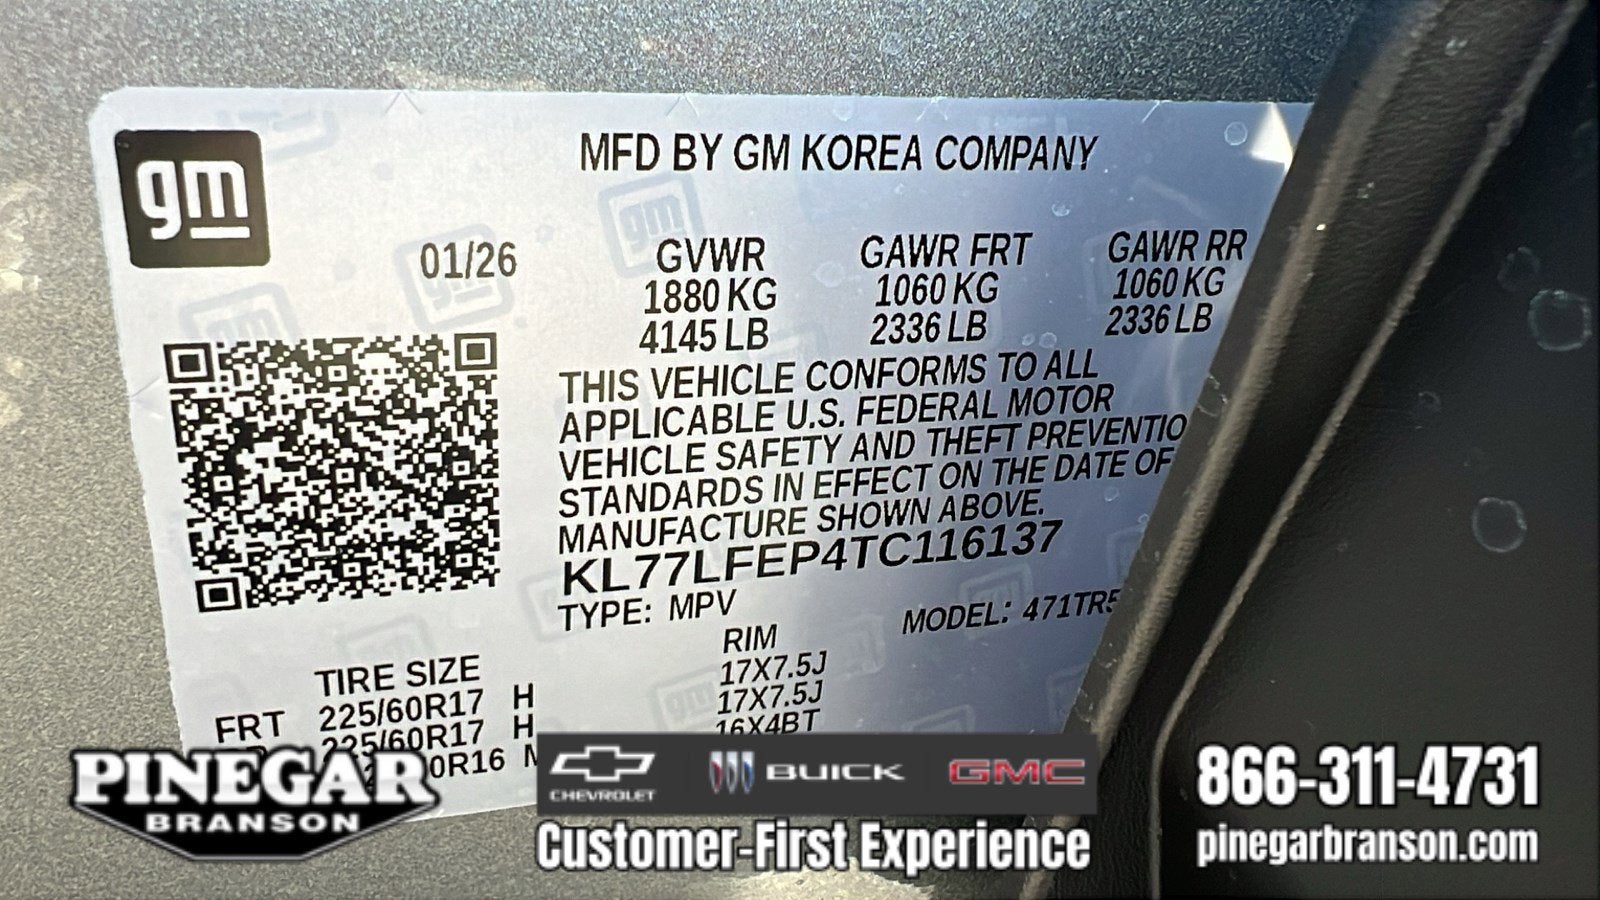 gm
MFD BY GM KOREA COMPANY
01/26
GVWR GAWR FRT GAWR RR
1880 KG 1060 KG 1060 KG
4145 LB 2336 LB 2336 LB
THIS VEHICLE CONFORMS TO ALL
APPLICABLE U.S. FEDERAL MOTOR
VEHICLE SAFETY AND THEFT PREVENTIO
STANDARDS IN EFFECT ON THE DATE OF
MANUFACTURE SHOWN ABOVE.
KL77LFEP4TC116137
TYPE: MPV MODEL: 471TR5
TIRE SIZE RIM
FRT 225/60R17 H 17X7.5J
225/60R17 H 17X7.5J
16X4BT
PINEGAR
BRANSON
CHEVROLET BUICK GMC
Customer-First Experience
866-311-4731
pinegarbranson.com